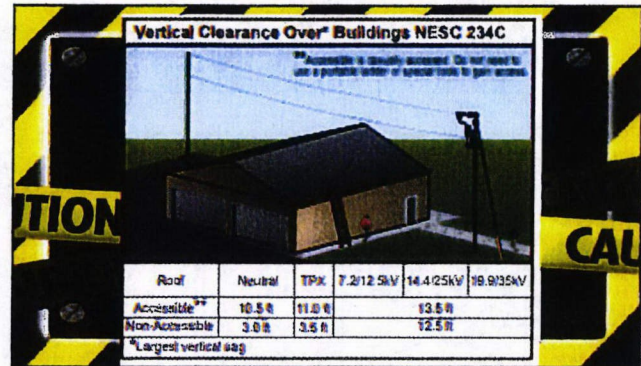 Vertical Clearance Over* Buildings NESC 234C
**Accessible is casually accessed. Do not need to
use a portable ladder or special tools to gain access.
UTION
CAU
Roof Neutral TPX 7.2/12.5kV 14.4/25kV 19.9/35kV
Accessible** 10.5 ft 11.0 ft 13.5 ft
Non-Accessible 3.0 ft 3.5 ft 12.5 ft
*Largest vertical sag